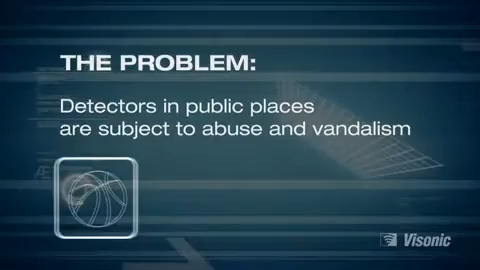 THE PROBLEM:
Detectors in public places
are subject to abuse and vandalism
Visonic